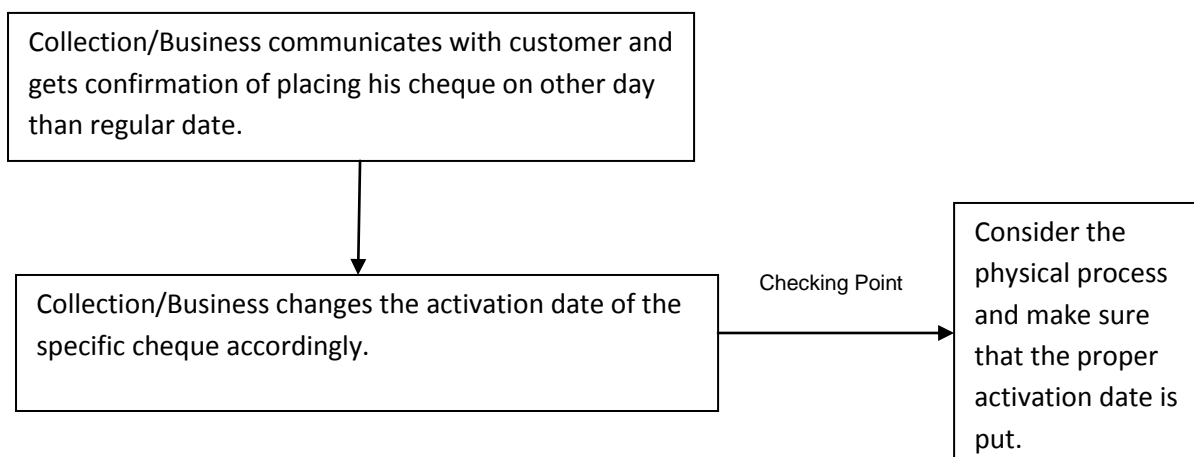 Collection/Business communicates with customer and
gets confirmation of placing his cheque on other day
than regular date.
Collection/Business changes the activation date of the
specific cheque accordingly.
Checking Point
Consider the
physical process
and make sure
that the proper
activation date is
put.